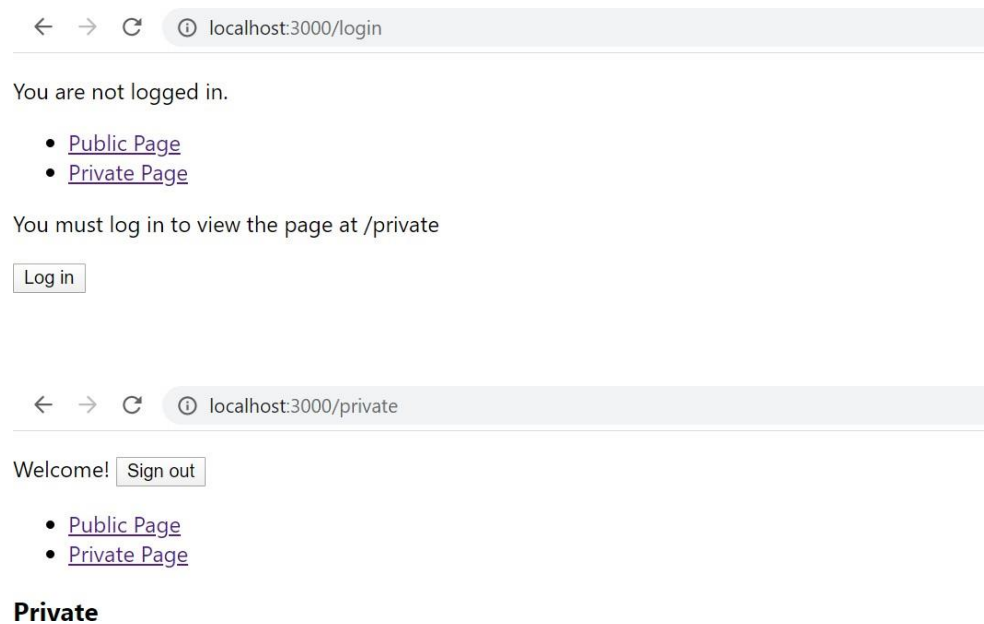 localhost:3000/login
You are not logged in.
Public Page
Private Page
You must log in to view the page at /private
Log in
localhost:3000/private
Welcome! Sign out
Public Page
Private Page
Private